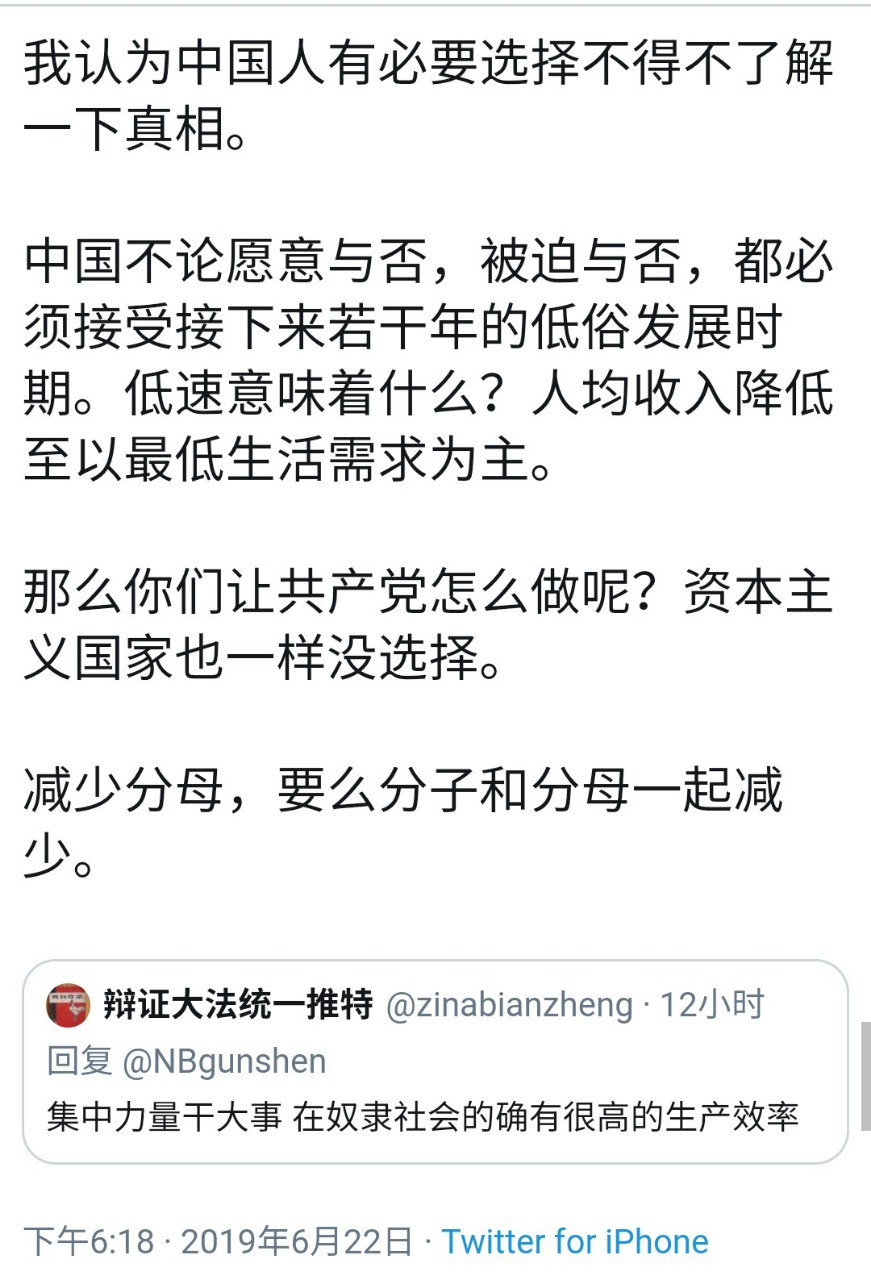 我认为中国人有必要选择不得不了解
一下真相。
中国不论愿意与否，被迫与否，都必
须接受接下来若干年的低俗发展时
期。低速意味着什么？人均收入降低
至以最低生活需求为主。
那么你们让共产党怎么做呢？资本主
义国家也一样没选择。
减少分母，要么分子和分母一起减
少。
辩证大法统一推特 @zinabianzheng · 12小时
回复 @NBgunshen
集中力量干大事 在奴隶社会的确有很高的生产效率
下午6:18 · 2019年6月22日 · Twitter for iPhone